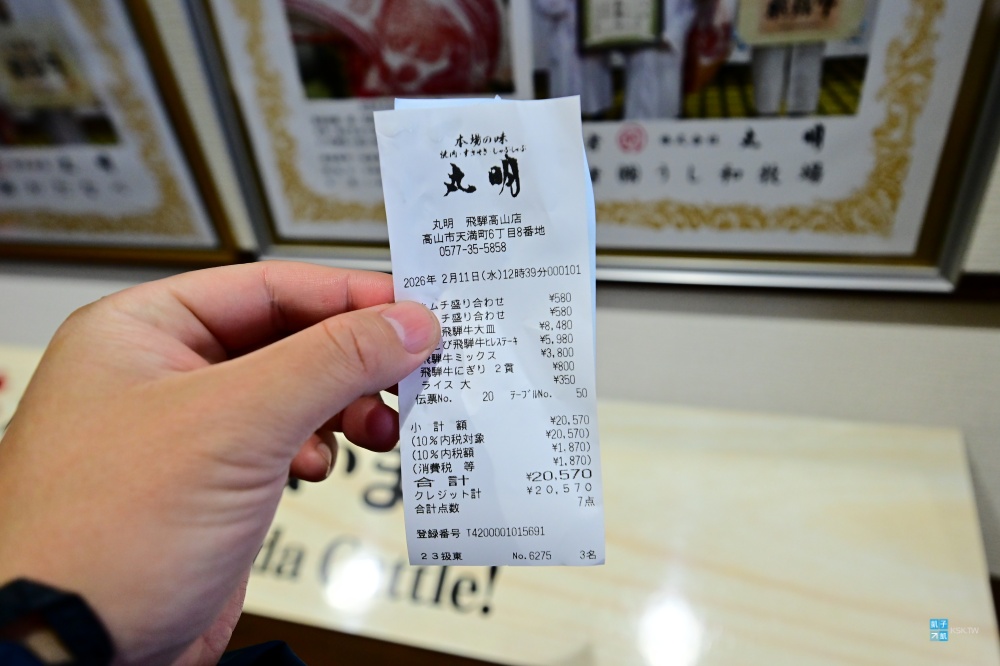 本場の味
焼肉 すきやき しゃぶしゃぶ
丸明
丸明 飛騨高山店
高山市天満町6丁目8番地
0577-35-5858
2026年 2月11日(水)12時39分000101
ムチ盛り合わせ ¥580
チ盛り合わせ ¥580
飛騨牛大皿 ¥8,480
び飛騨牛ヒレステーキ ¥5,980
飛騨牛ミックス ¥3,800
飛騨牛にぎり 2貫 ¥800
ライス 大 ¥350
伝票No. 20 テーブルNo. 50
小 計 額 ¥20,570
(10%内税対象 ¥20,570)
(10%内税額 ¥1,870)
(消費税 等 ¥1,870)
合 計 ¥20,570
クレジット計 ¥20,570
合計点数 7点
登録番号 T4200001015691
23扱東 No.6275 3名
丸 明
うし和牧場
da Cattle!